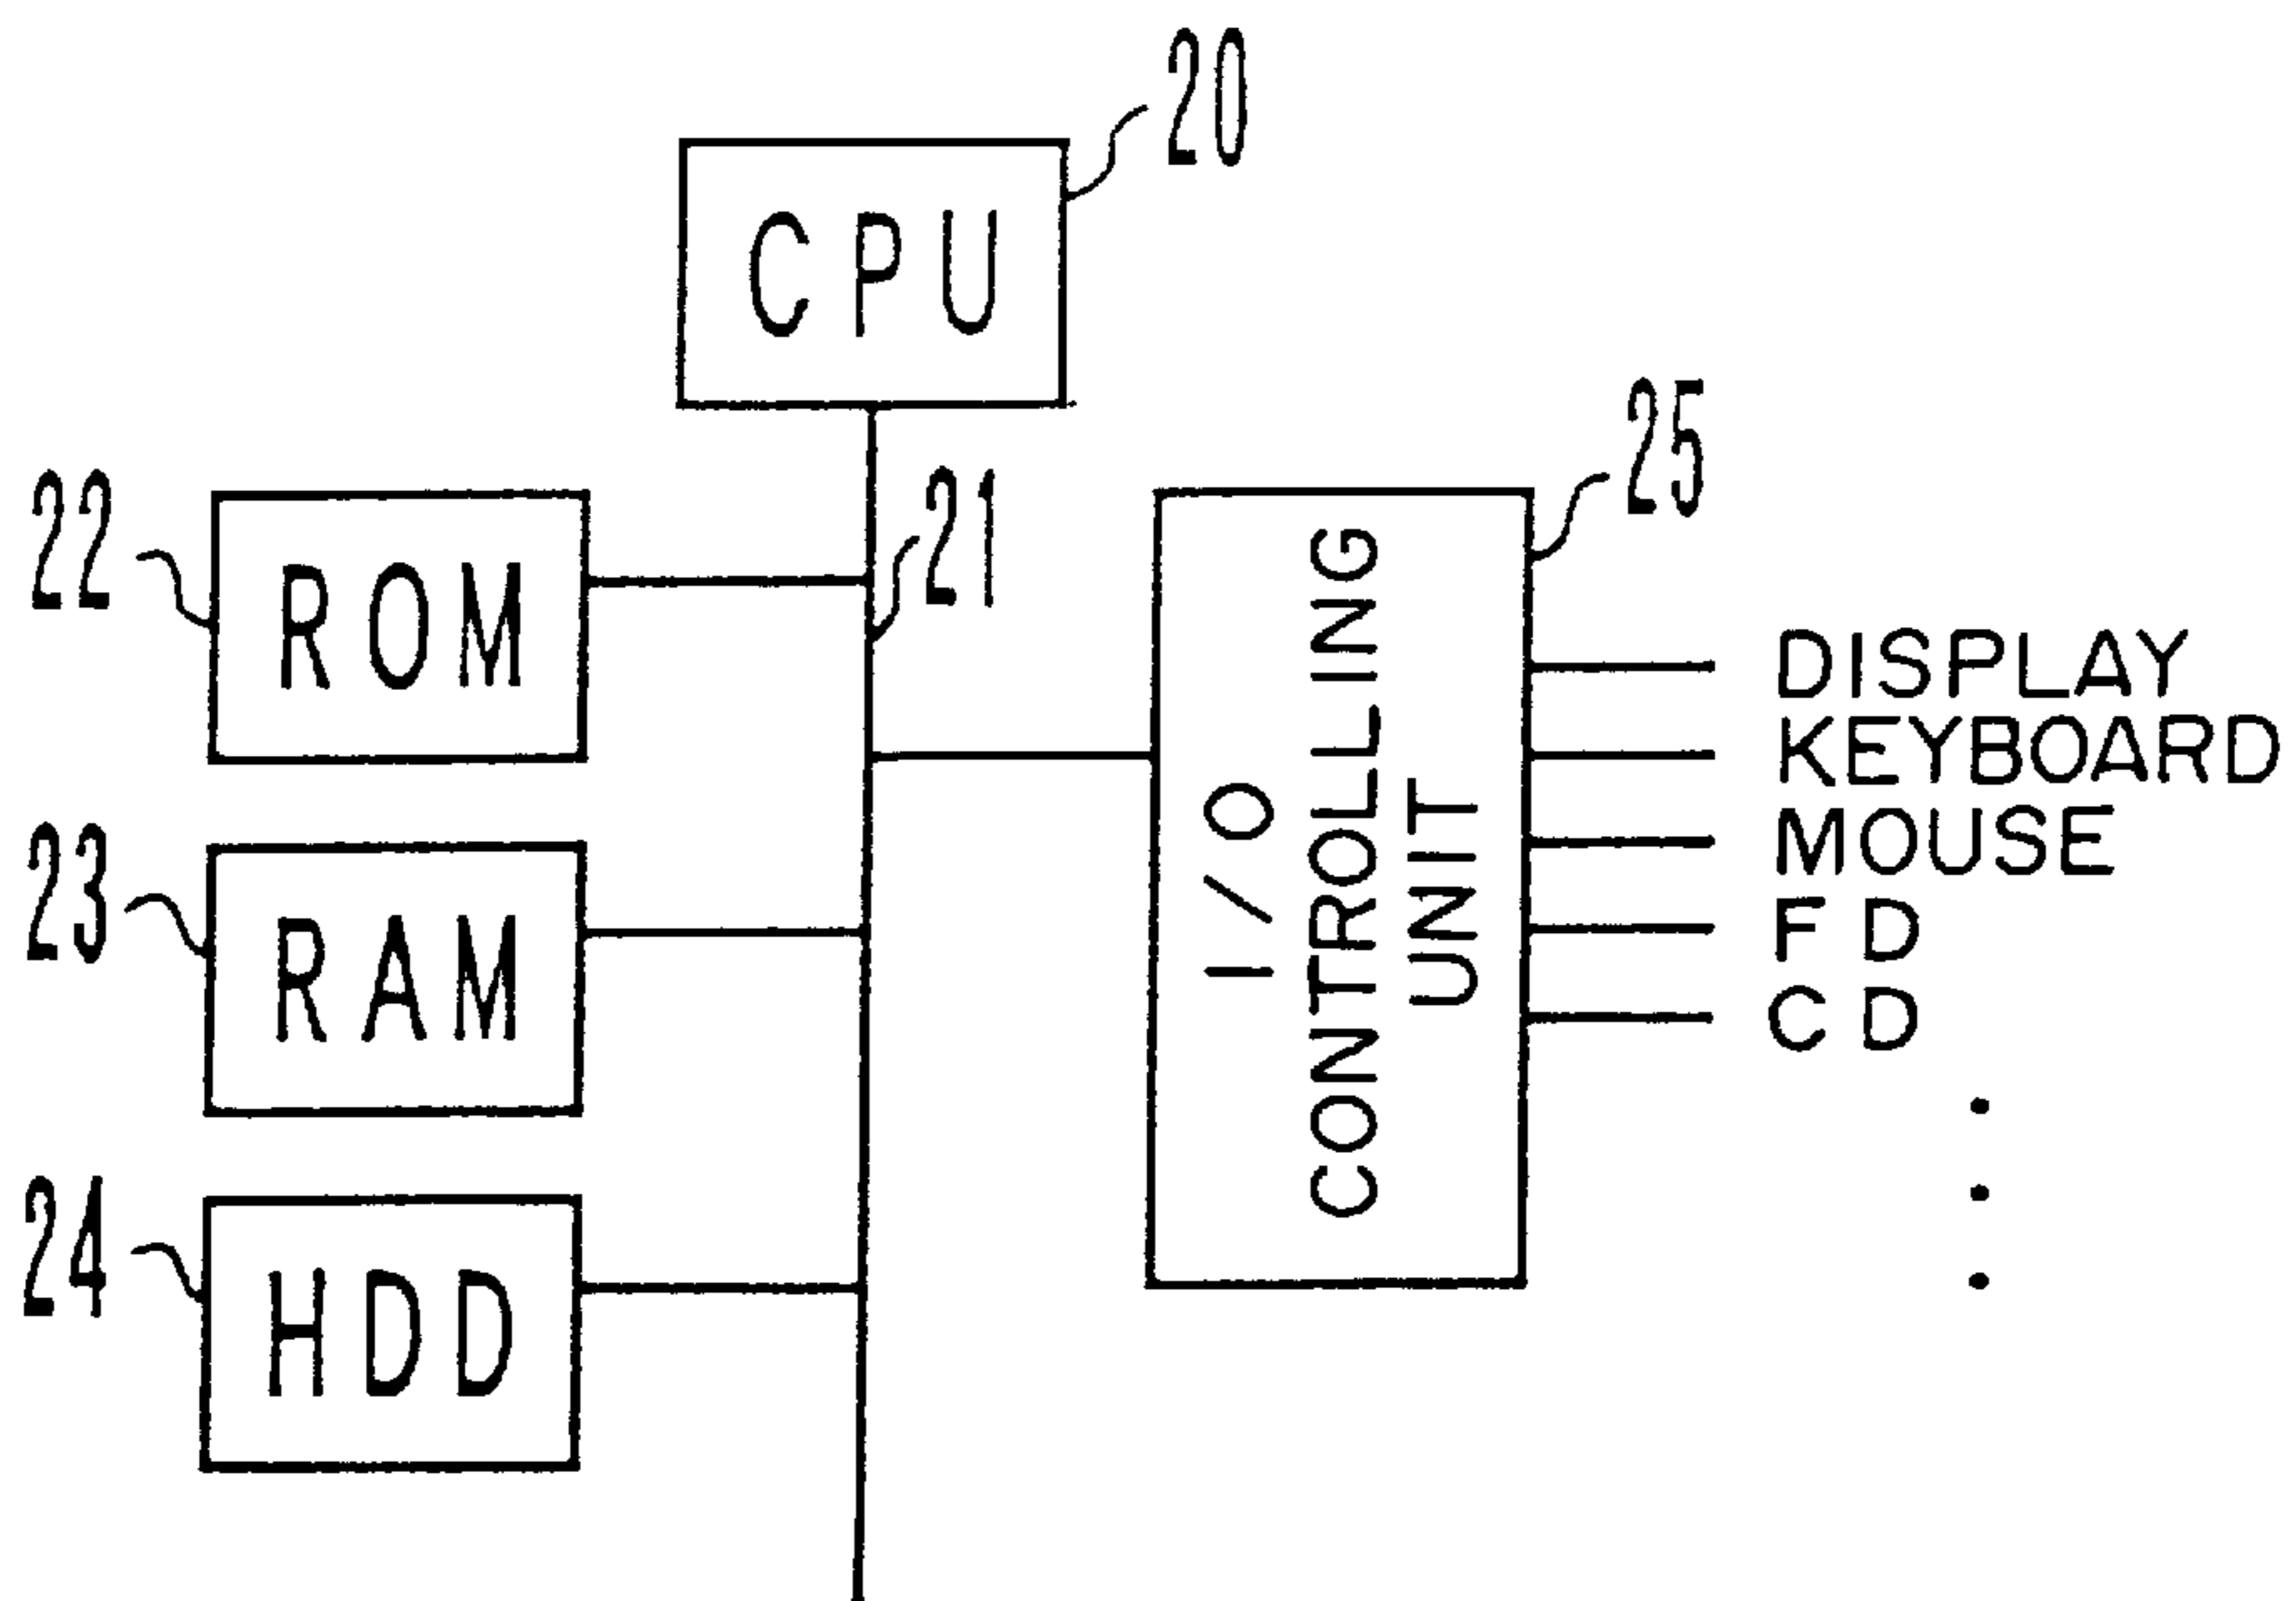 20
CPU
22
ROM
21
25
I/O
CONTROLLING
UNIT
DISPLAY
KEYBOARD
MOUSE
FD
CD
23
RAM
24
HDD